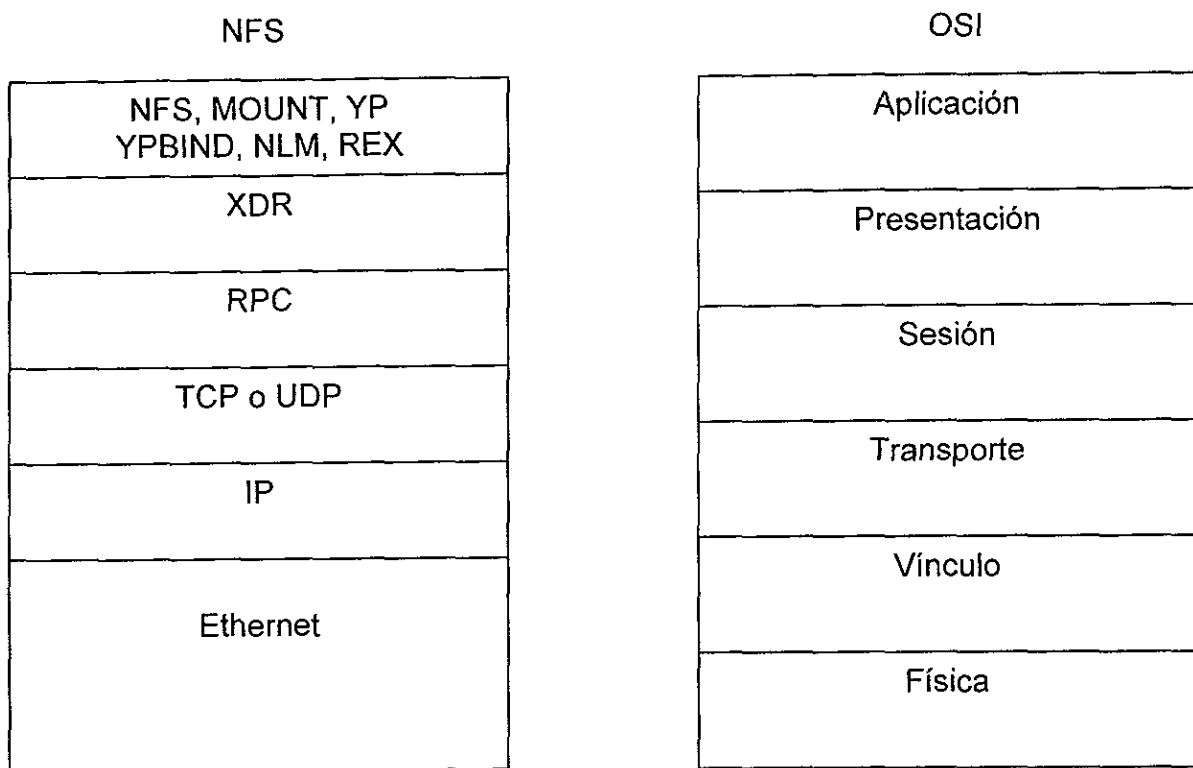 NFS
NFS, MOUNT, YP
YPBIND, NLM, REX
XDR
RPC
TCP o UDP
IP
Ethernet
OSI
Aplicación
Presentación
Sesión
Transporte
Vínculo
Física